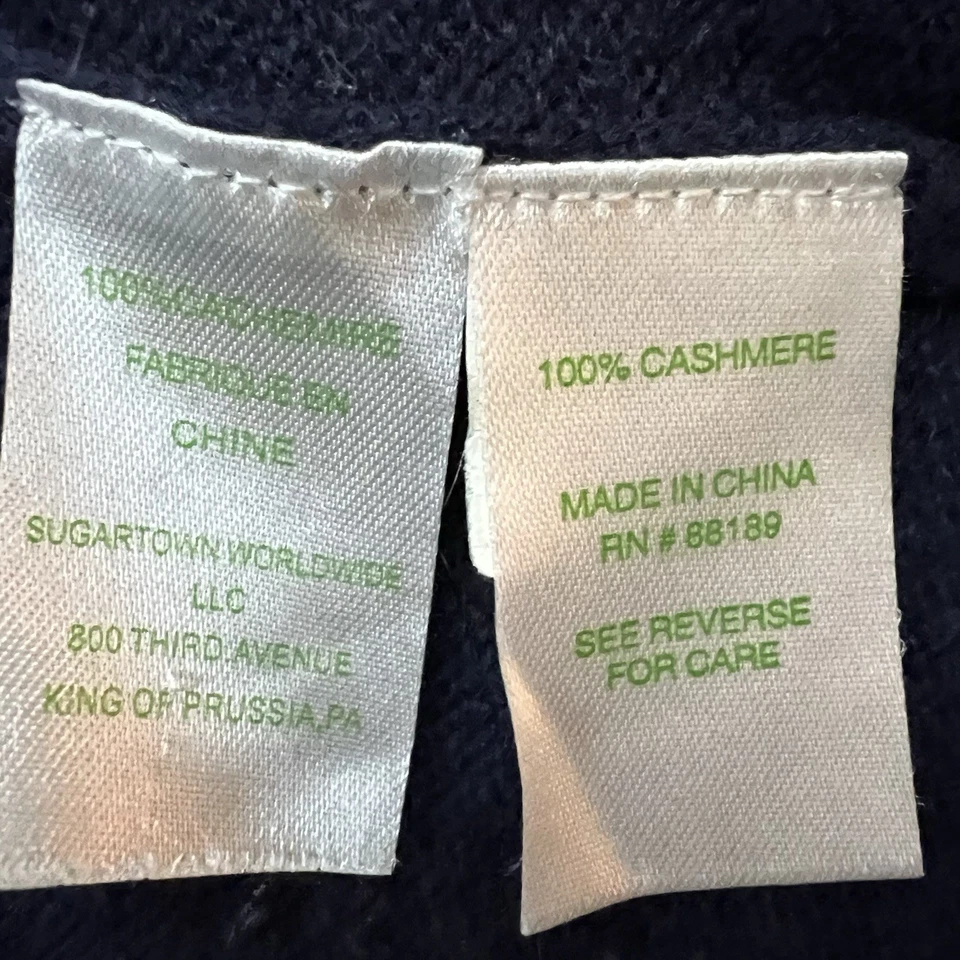 100% CACHEMIRE
FABRIQUE EN
CHINE
SUGARTOWN WORLDWIDE
LLC
800 THIRD AVENUE
KING OF PRUSSIA, PA
100% CASHMERE
MADE IN CHINA
RN # 88189
SEE REVERSE
FOR CARE